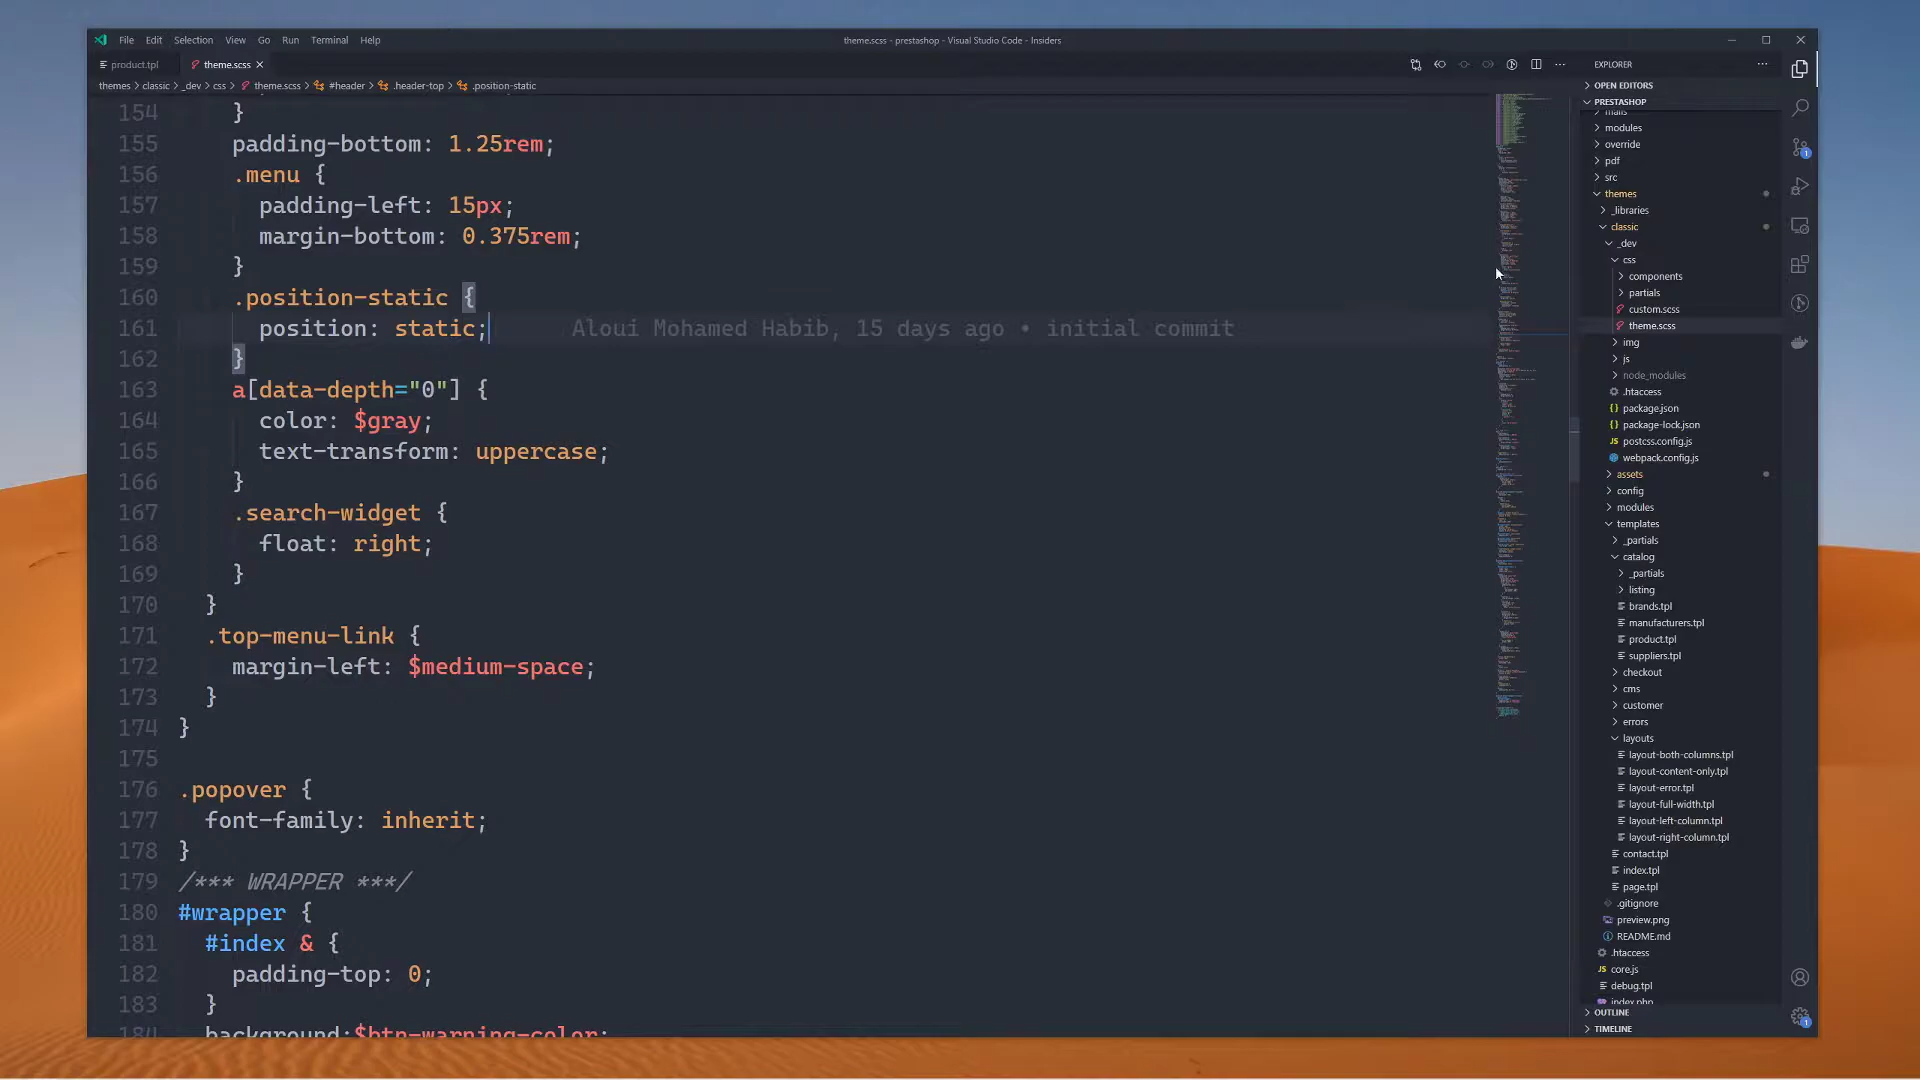 File Edit Selection View Go Run Terminal Help
theme.scss - prestashop - Visual Studio Code - Insiders
product.tpl
theme.scss
themes > classic > _dev > css > theme.scss > #header > .header-top > .position-static
154 }
155 padding-bottom: 1.25rem;
156 .menu {
157 padding-left: 15px;
158 margin-bottom: 0.375rem;
159 }
160 .position-static {
161 position: static; Aloui Mohamed Habib, 15 days ago • initial commit
162 }
163 a[data-depth="0"] {
164 color: $gray;
165 text-transform: uppercase;
166 }
167 .search-widget {
168 float: right;
169 }
170 }
171 .top-menu-link {
172 margin-left: $medium-space;
173 }
174 }
175
176 .popover {
177 font-family: inherit;
178 }
179 /*** WRAPPER ***/
180 #wrapper {
181 #index & {
182 padding-top: 0;
183 }
184 background:$btn-warning-color;
EXPLORER
OPEN EDITORS
PRESTASHOP
mails
modules
override
pdf
src
themes
_libraries
classic
_dev
css
components
partials
custom.scss
theme.scss
img
js
node_modules
.htaccess
package.json
package-lock.json
postcss.config.js
webpack.config.js
assets
config
modules
templates
_partials
catalog
_partials
listing
brands.tpl
manufacturers.tpl
product.tpl
suppliers.tpl
checkout
cms
customer
errors
layouts
layout-both-columns.tpl
layout-content-only.tpl
layout-error.tpl
layout-full-width.tpl
layout-left-column.tpl
layout-right-column.tpl
contact.tpl
index.tpl
page.tpl
.gitignore
preview.png
README.md
.htaccess
core.js
debug.tpl
index.php
OUTLINE
TIMELINE
1
1